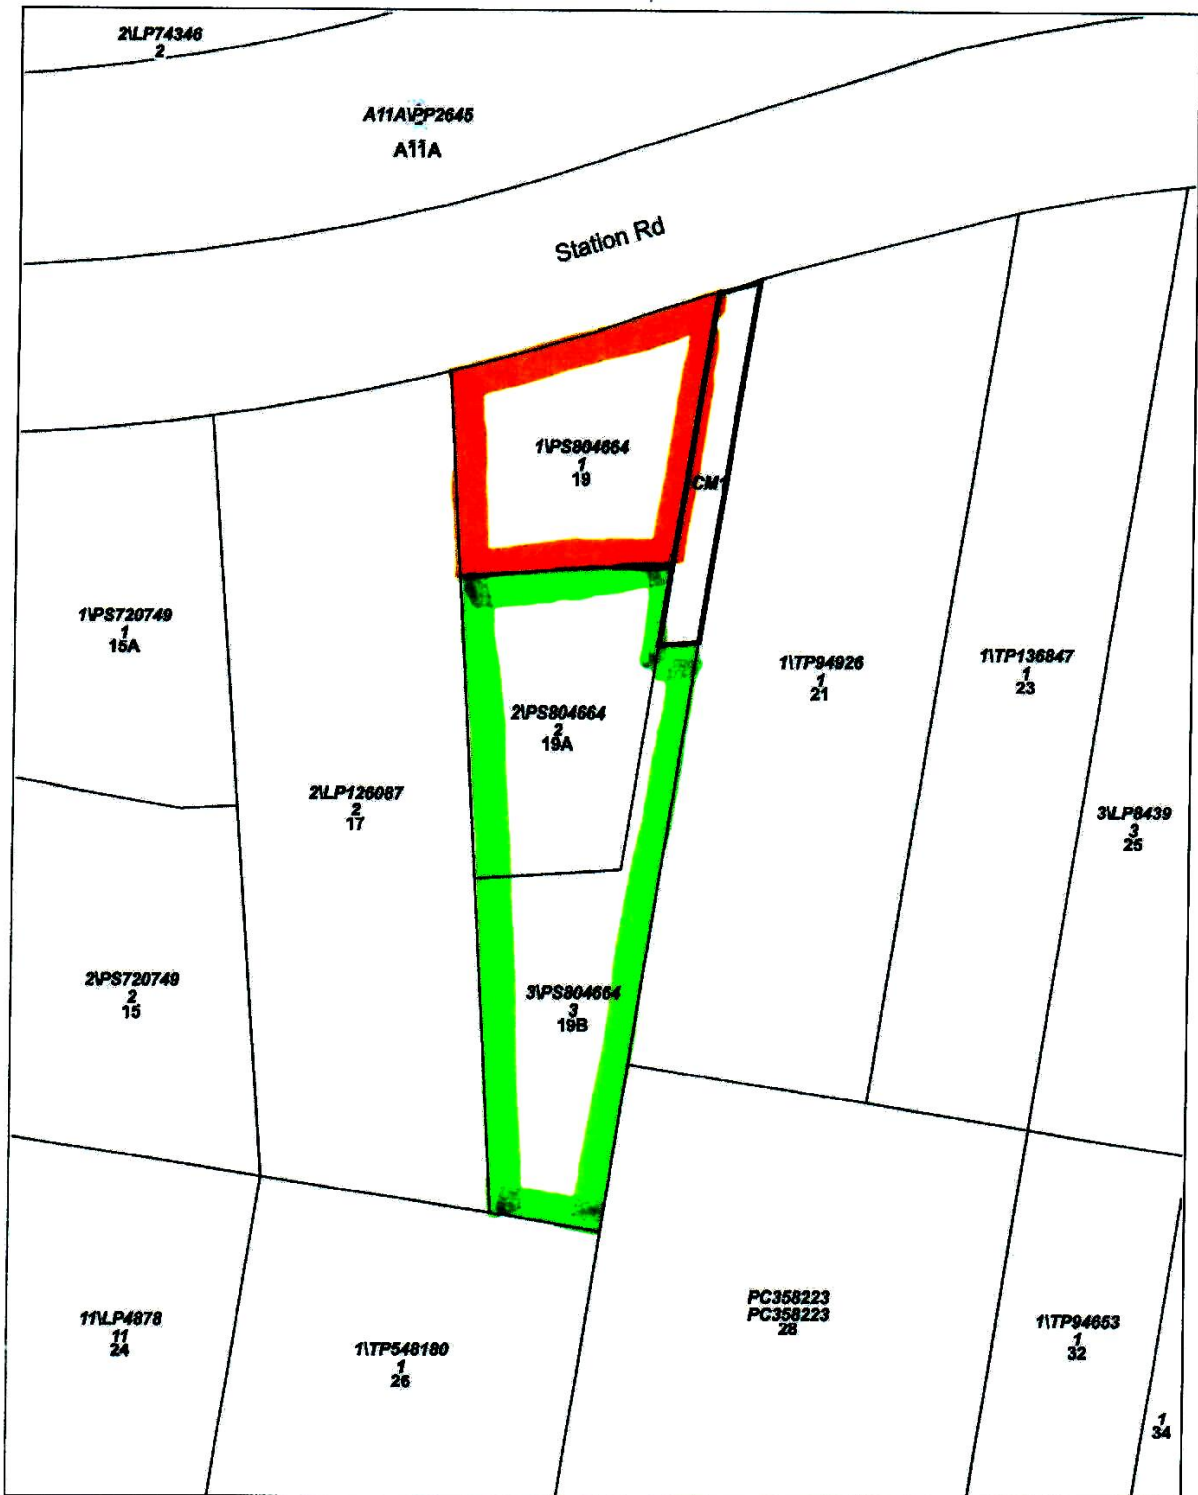 2\LP74346
2
A11A\PP2645
A11A
Station Rd
1\PS804664
1
19
CM1
1\PS720749
1
15A
2\PS804664
2
19A
1\TP94926
1
21
1\TP136847
1
23
2\LP126087
2
17
3\LP8439
3
25
2\PS720749
2
15
3\PS804664
3
19B
11\LP4878
11
24
1\TP548180
1
26
PC358223
PC358223
28
1\TP94653
1
32
1
34